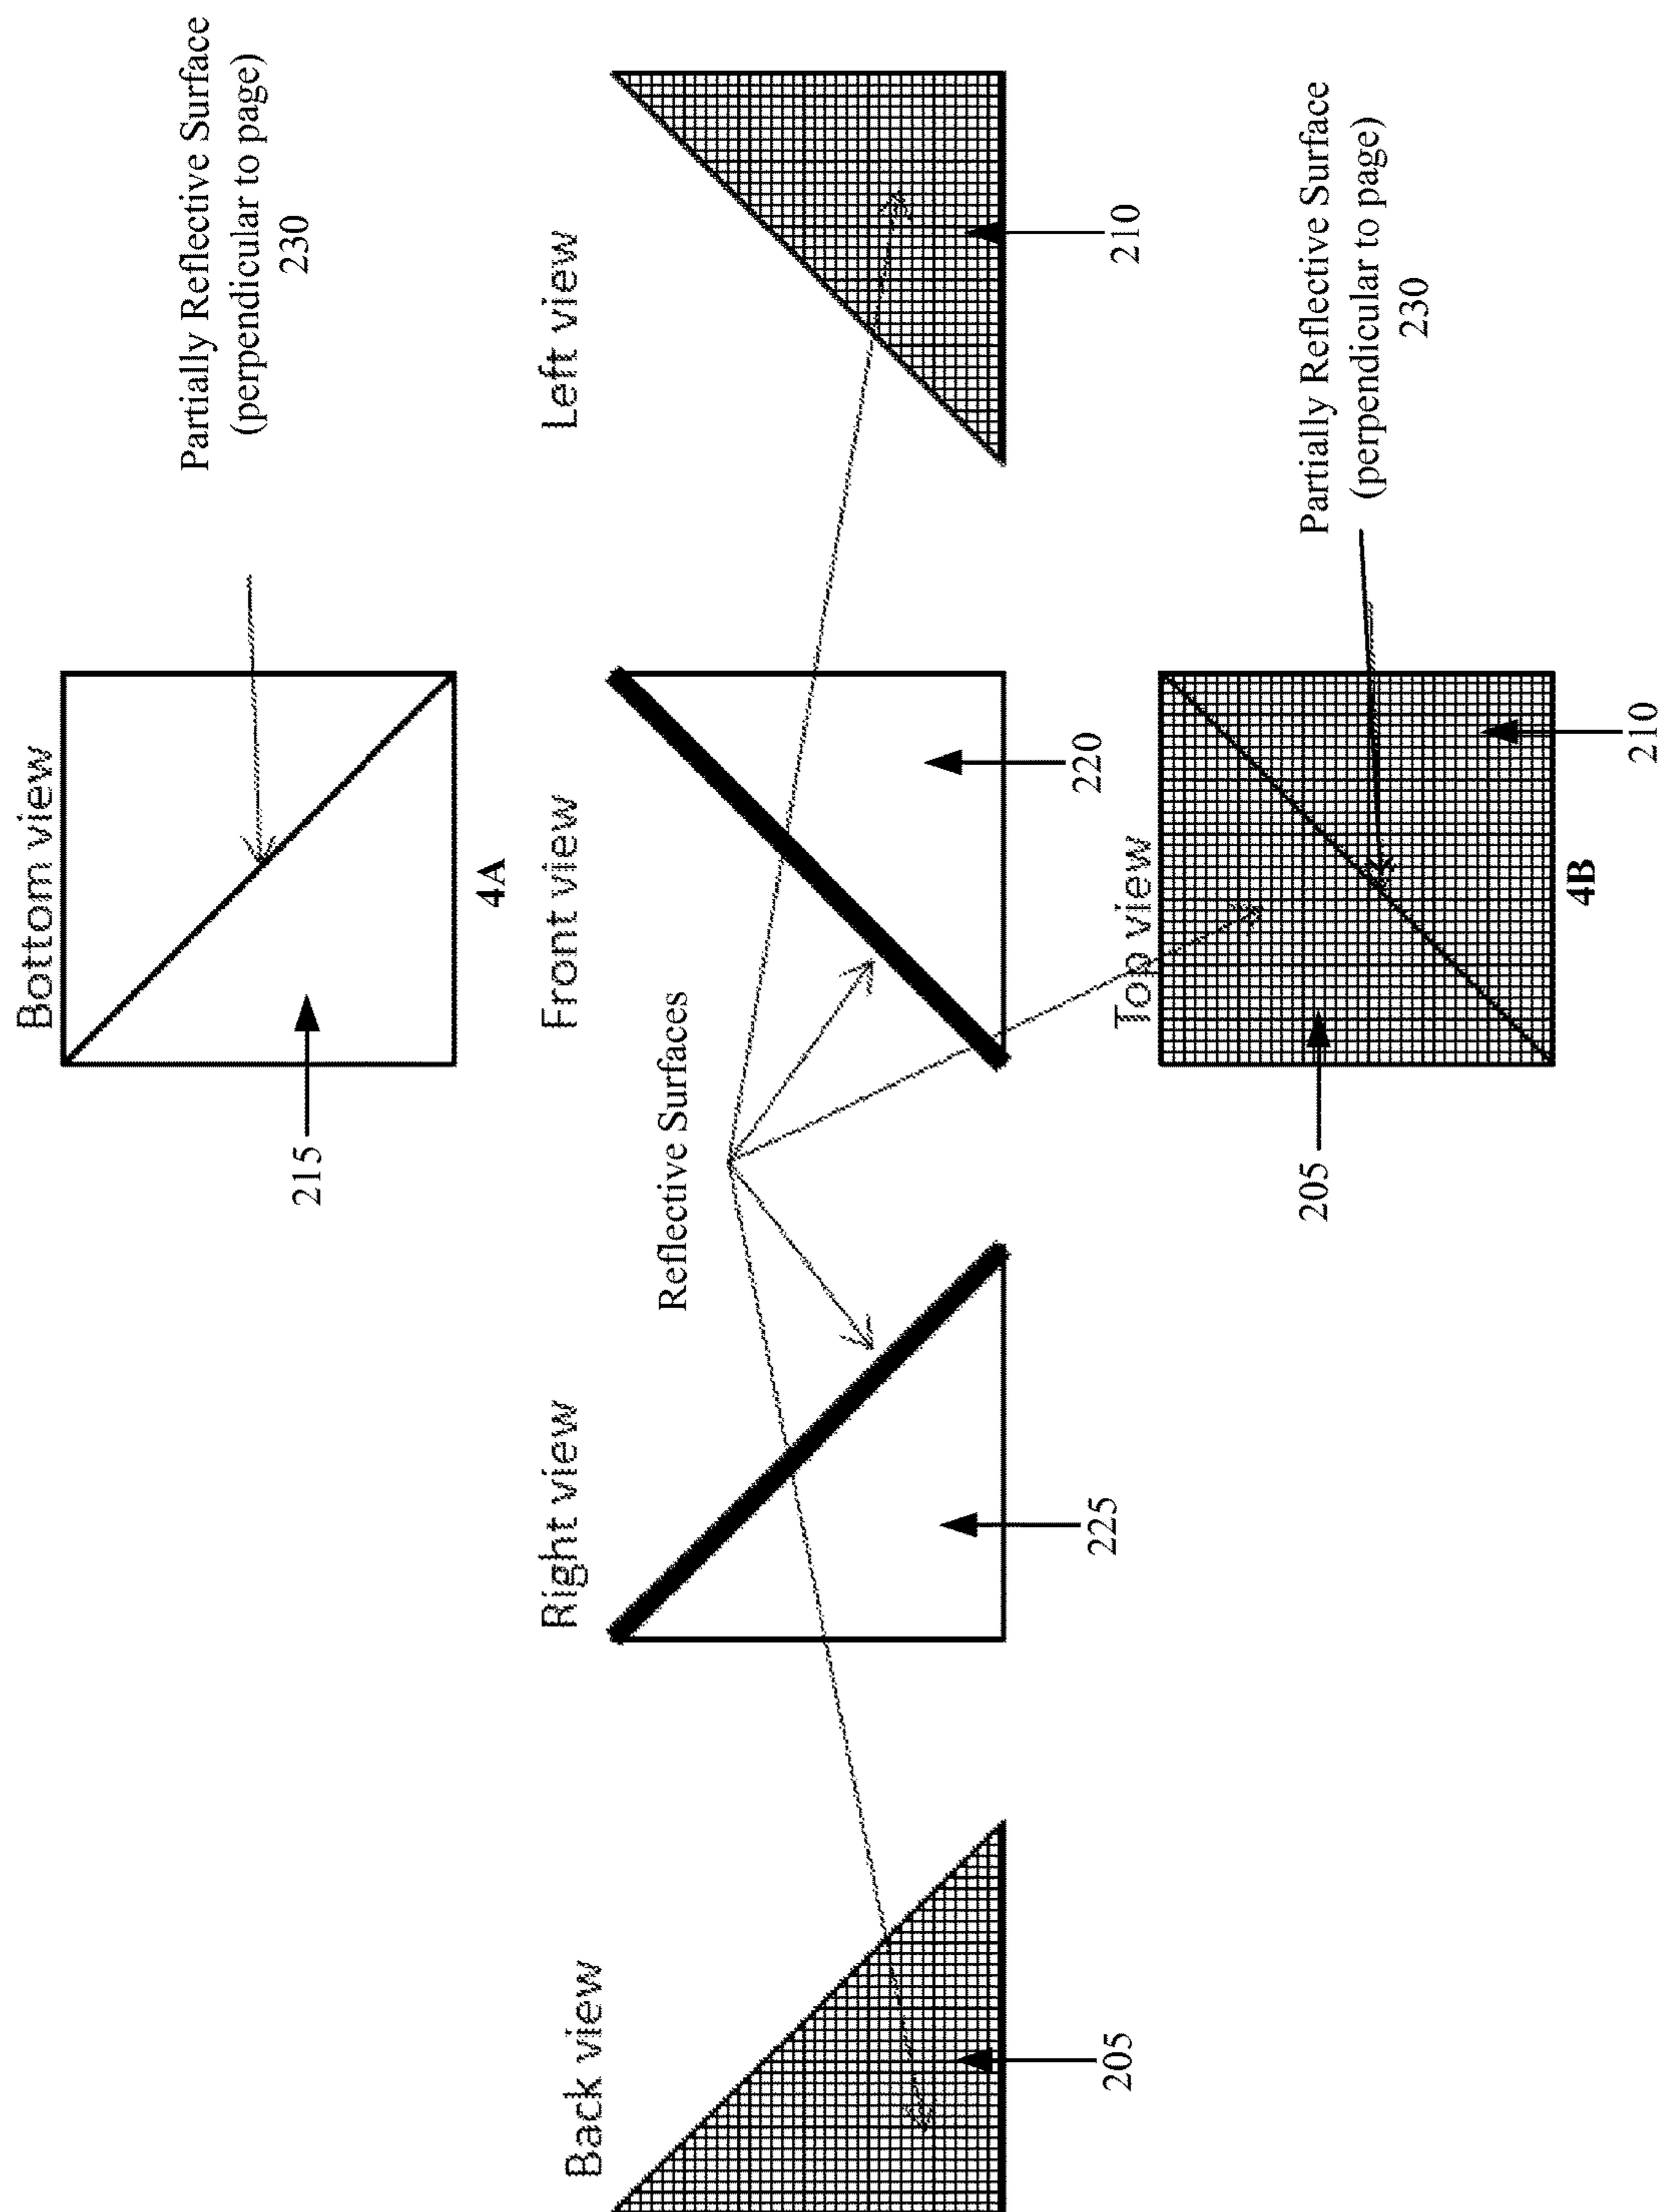 Bottom view
Partially Reflective Surface
(perpendicular to page)
230
215
4A
Back view
Right view
Front view
Left view
Reflective Surfaces
205
225
220
210
Top view
Partially Reflective Surface
(perpendicular to page)
230
205
210
4B